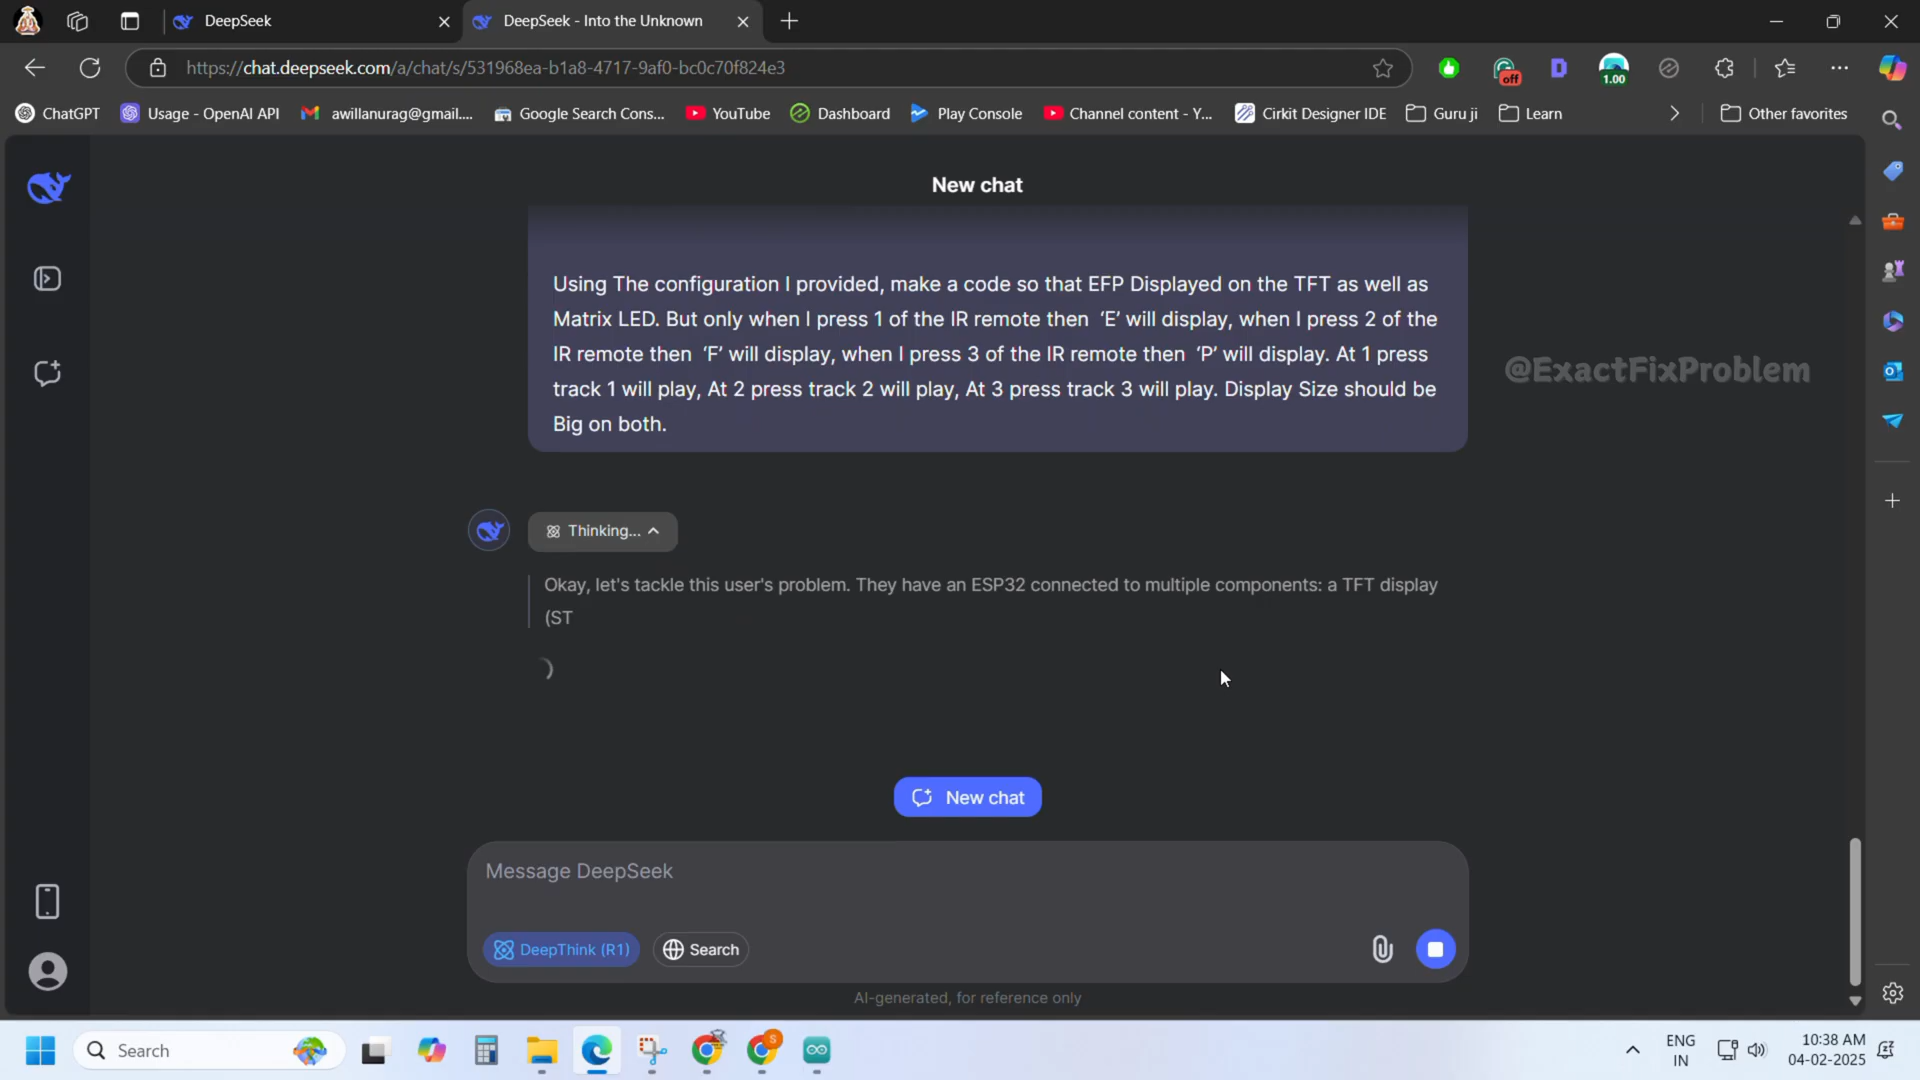 DeepSeek
DeepSeek - Into the Unknown
https://chat.deepseek.com/a/chat/s/531968ea-b1a8-4717-9af0-bc0c70f824e3
off
D
1.00
ChatGPT
Usage - OpenAI API
awillanurag@gmail....
Google Search Cons...
YouTube
Dashboard
Play Console
Channel content - Y...
Cirkit Designer IDE
Guru ji
Learn
Other favorites
New chat
Using The configuration I provided, make a code so that EFP Displayed on the TFT as well as
Matrix LED. But only when I press 1 of the IR remote then ‘E’ will display, when I press 2 of the
IR remote then ‘F’ will display, when I press 3 of the IR remote then ‘P’ will display. At 1 press
track 1 will play, At 2 press track 2 will play, At 3 press track 3 will play. Display Size should be
Big on both.
@ExactFixProblem
Thinking...
Okay, let's tackle this user's problem. They have an ESP32 connected to multiple components: a TFT display
(ST
New chat
Message DeepSeek
DeepThink (R1)
Search
AI-generated, for reference only
Search
S
ENG
IN
10:38 AM
04-02-2025